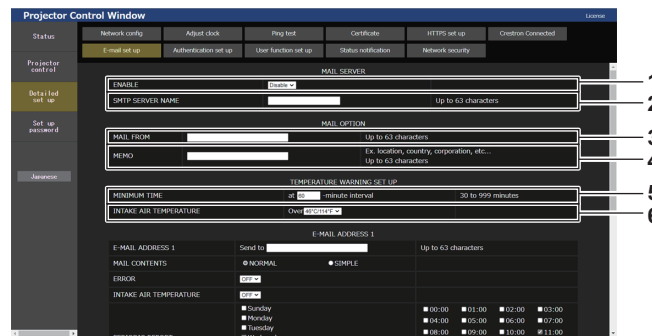 Projector Control Window
License
Status
Network config
Adjust clock
Ping test
Certificate
HTTPS set up
Crestron Connected
E-mail set up
Authentication set up
User function set up
Status notification
Network security
Projector
control
Detailed
set up
Set up
password
Japanese
MAIL SERVER
ENABLE
Disable
1
SMTP SERVER NAME
Up to 63 characters
2
MAIL OPTION
MAIL FROM
Up to 63 characters
3
MEMO
Ex. location, country, corporation, etc...
Up to 63 characters
4
TEMPERATURE WARNING SET UP
MINIMUM TIME
at 60 -minute interval
30 to 999 minutes
5
INTAKE AIR TEMPERATURE
Over 46°C/114°F
6
E-MAIL ADDRESS 1
E-MAIL ADDRESS 1
Send to
Up to 63 characters
MAIL CONTENTS
NORMAL
SIMPLE
ERROR
OFF
INTAKE AIR TEMPERATURE
OFF
Sunday
Monday
Tuesday
00:00 01:00 02:00 03:00
04:00 05:00 06:00 07:00
08:00 09:00 10:00 11:00